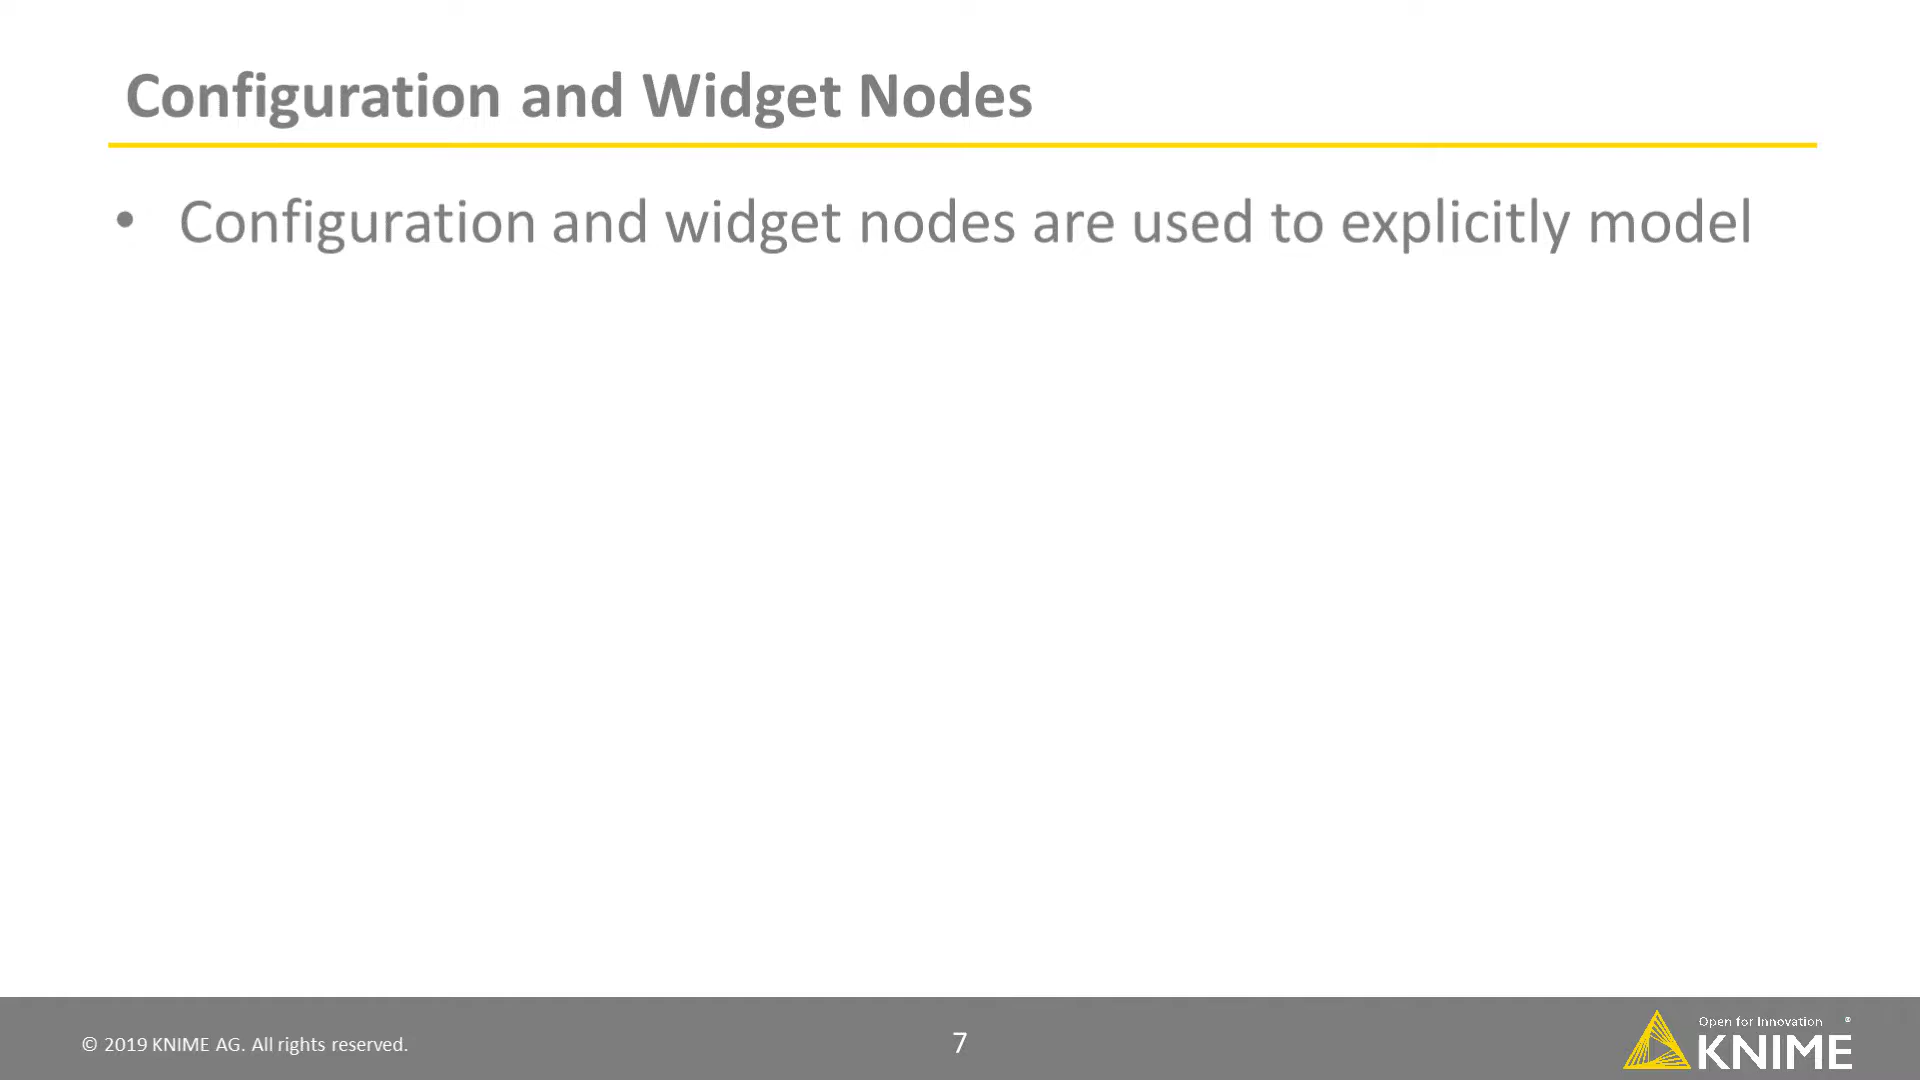 Configuration and Widget Nodes
• Configuration and widget nodes are used to explicitly model
© 2019 KNIME AG. All rights reserved.
7
Open for Innovation ®
KNIME